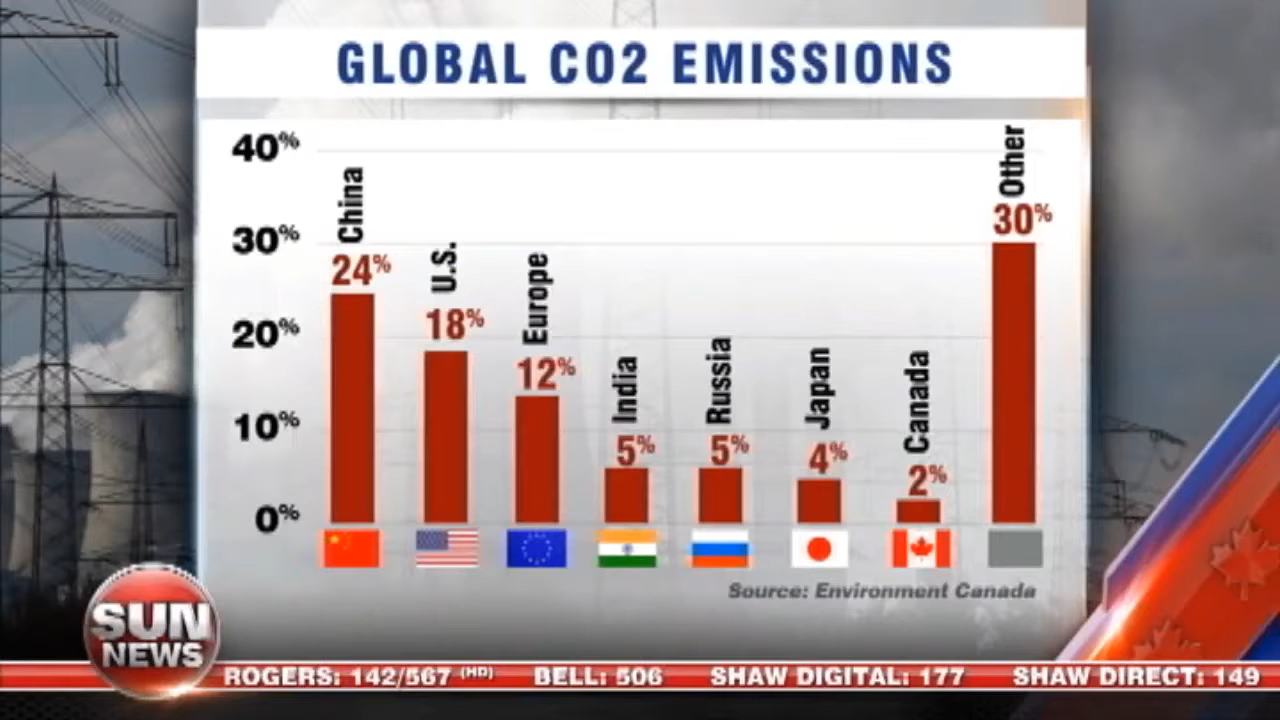 GLOBAL CO2 EMISSIONS
40%
30%
20%
10%
0%
China
24%
U.S.
18%
Europe
12%
India
5%
Russia
5%
Japan
4%
Canada
2%
Other
30%
Source: Environment Canada
SUN
NEWS
ROGERS: 142/567 (HD) BELL: 506 SHAW DIGITAL: 177 SHAW DIRECT: 149